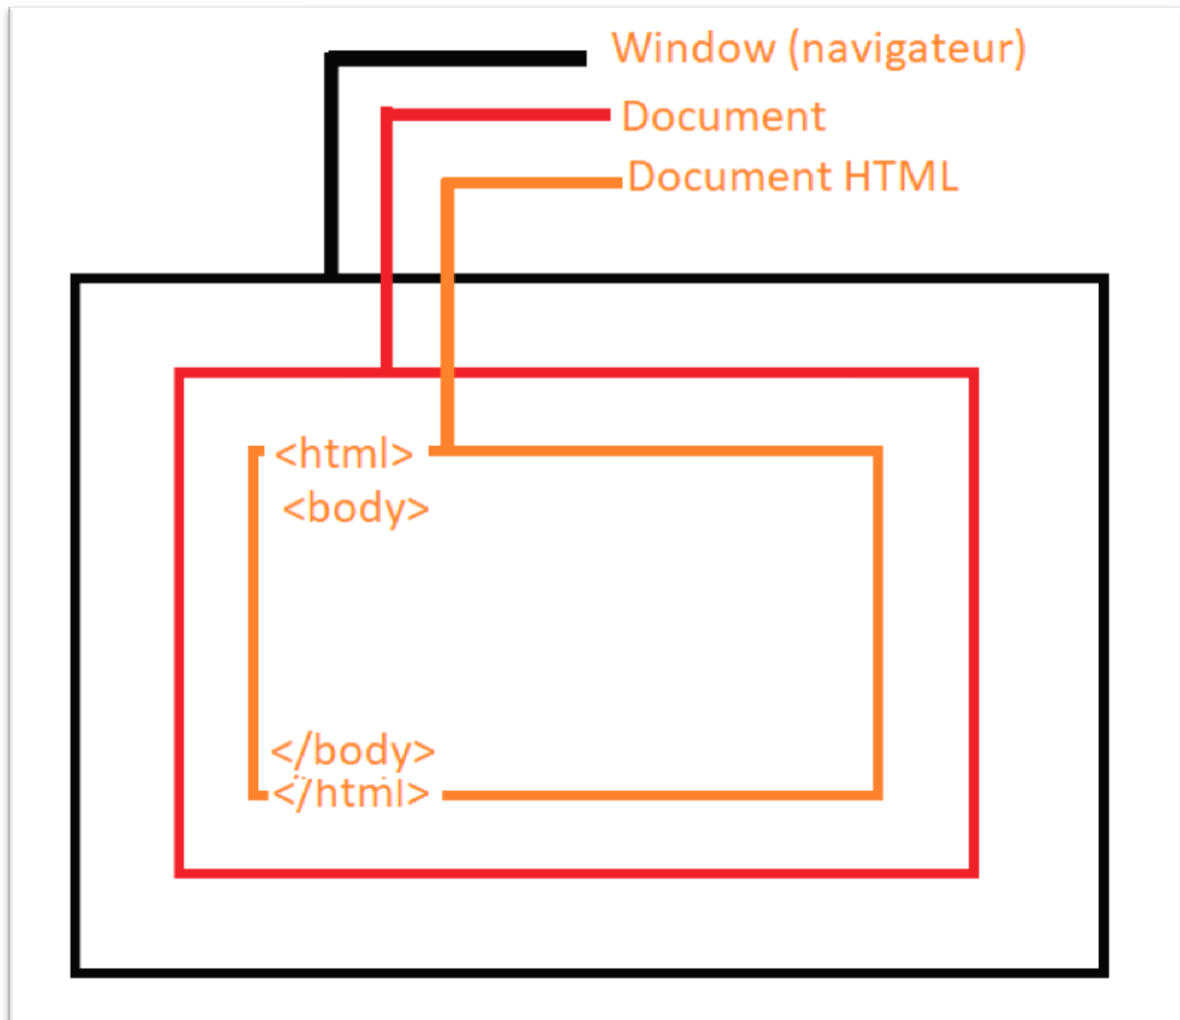 Window (navigateur)
Document
Document HTML
<html>
<body>
</body>
</html>